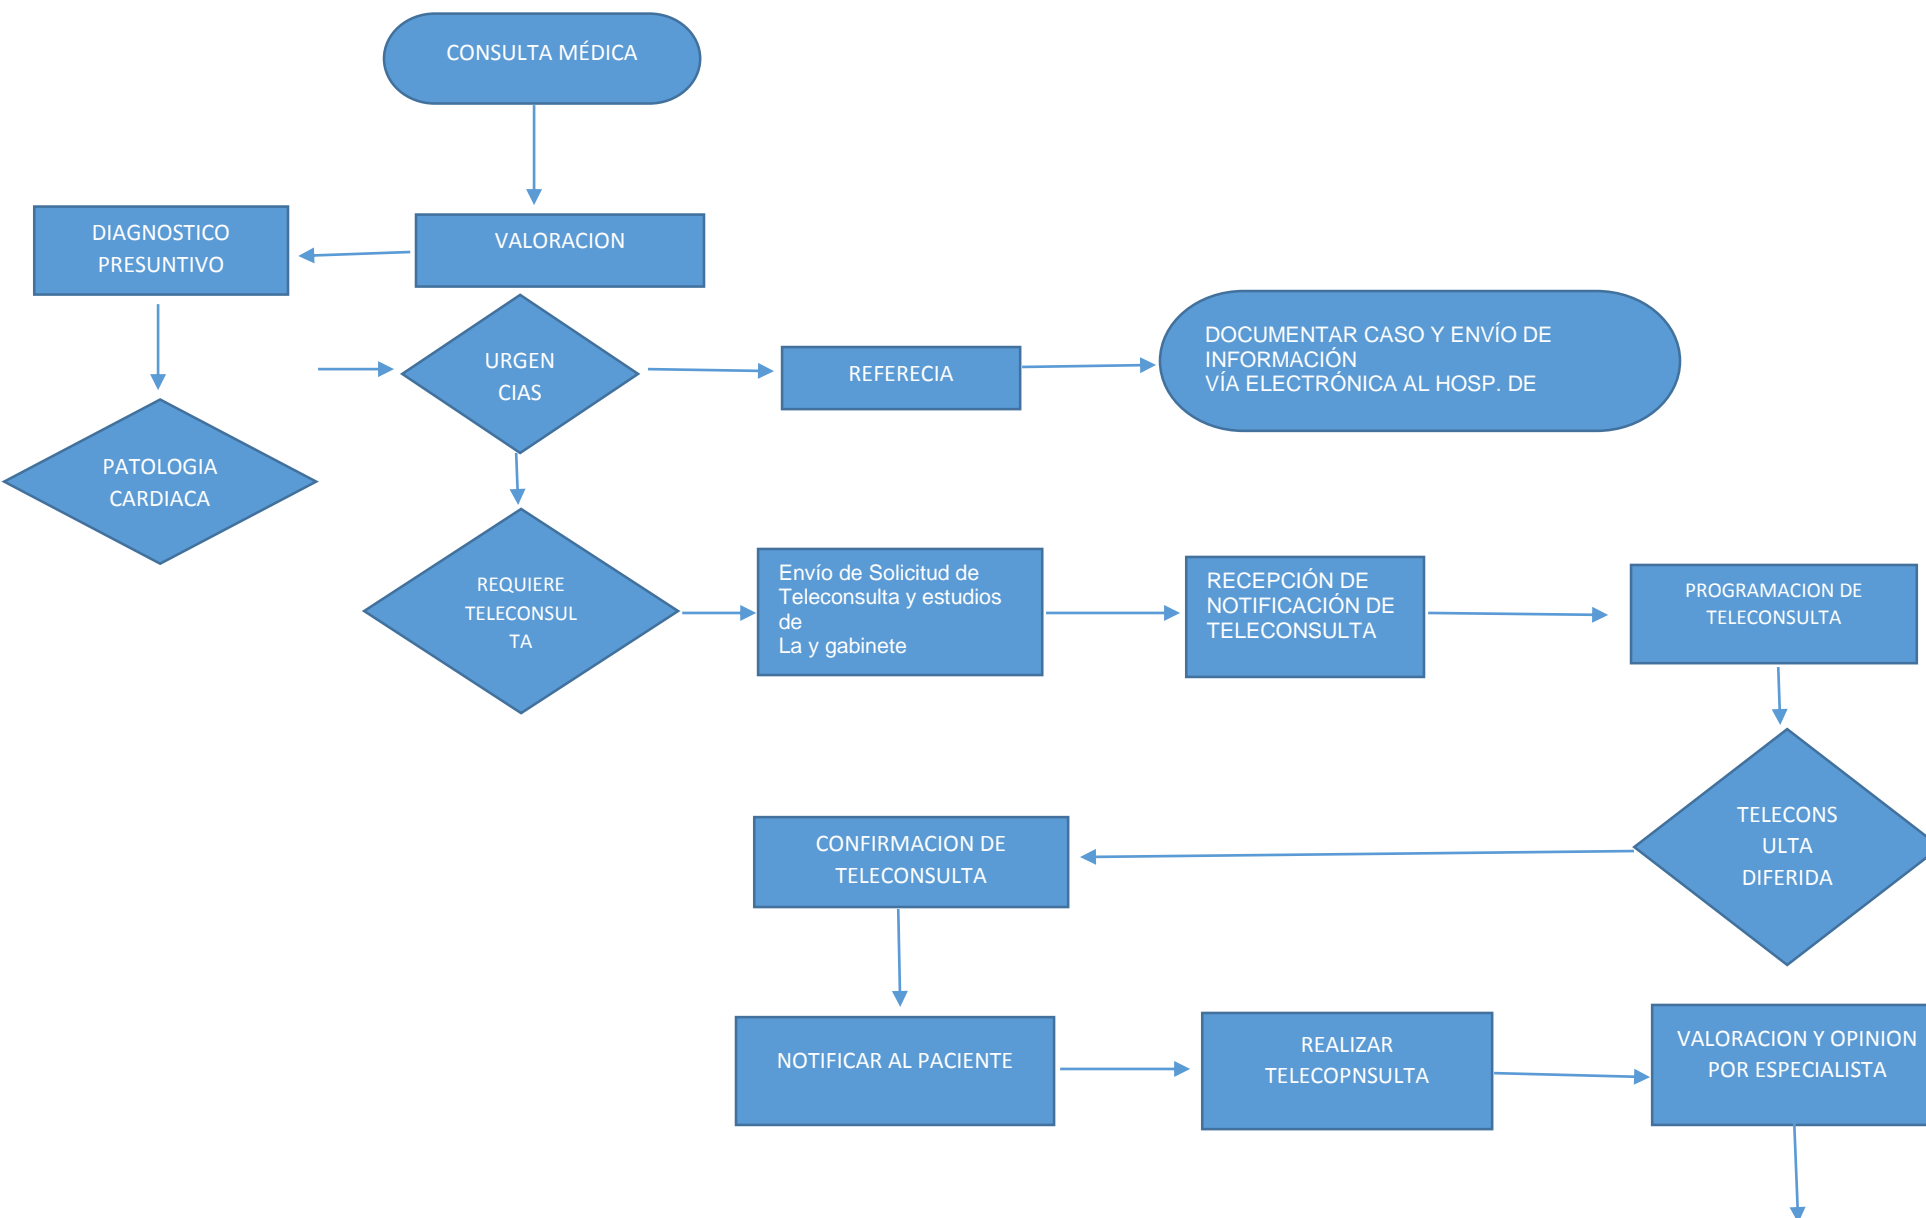 CONSULTA MÉDICA
VALORACION
DIAGNOSTICO
PRESUNTIVO
PATOLOGIA
CARDIACA
URGEN
CIAS
REFERECIA
DOCUMENTAR CASO Y ENVÍO DE
INFORMACIÓN
VÍA ELECTRÓNICA AL HOSP. DE
REQUIERE
TELECONSUL
TA
Envío de Solicitud de
Teleconsulta y estudios
de
La y gabinete
RECEPCIÓN DE
NOTIFICACIÓN DE
TELECONSULTA
PROGRAMACION DE
TELECONSULTA
TELECONS
ULTA
DIFERIDA
CONFIRMACION DE
TELECONSULTA
NOTIFICAR AL PACIENTE
REALIZAR
TELECOPNSULTA
VALORACION Y OPINION
POR ESPECIALISTA